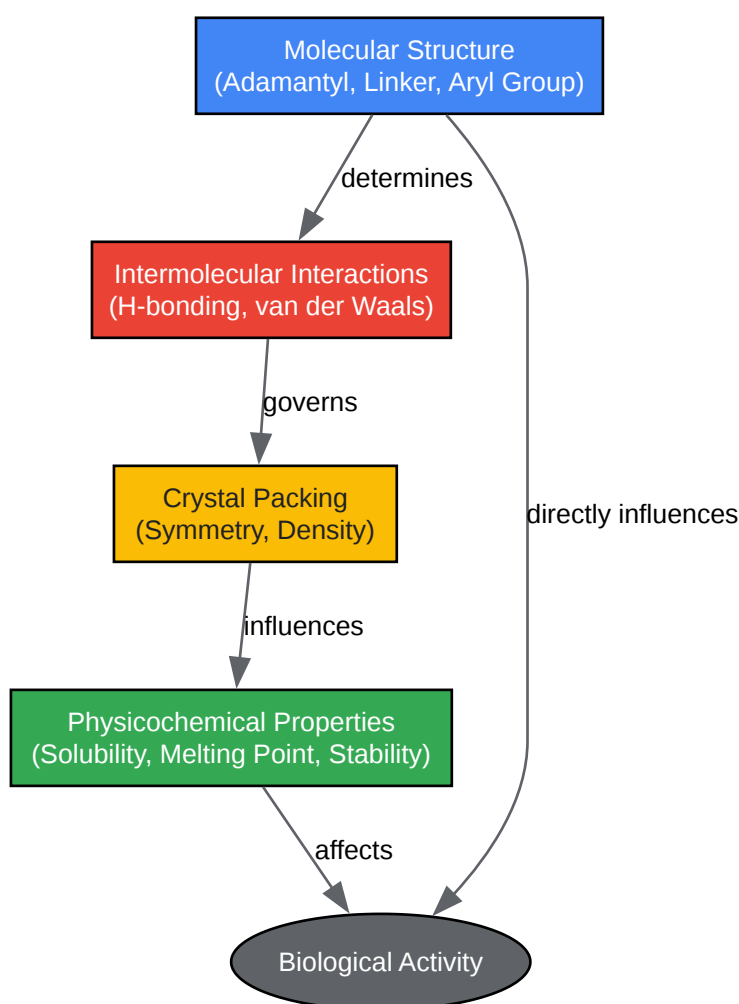 Molecular Structure
(Adamantyl, Linker, Aryl Group)
determines
Intermolecular Interactions
(H-bonding, van der Waals)
governs
Crystal Packing
(Symmetry, Density)
directly influences
influences
Physicochemical Properties
(Solubility, Melting Point, Stability)
affects
Biological Activity